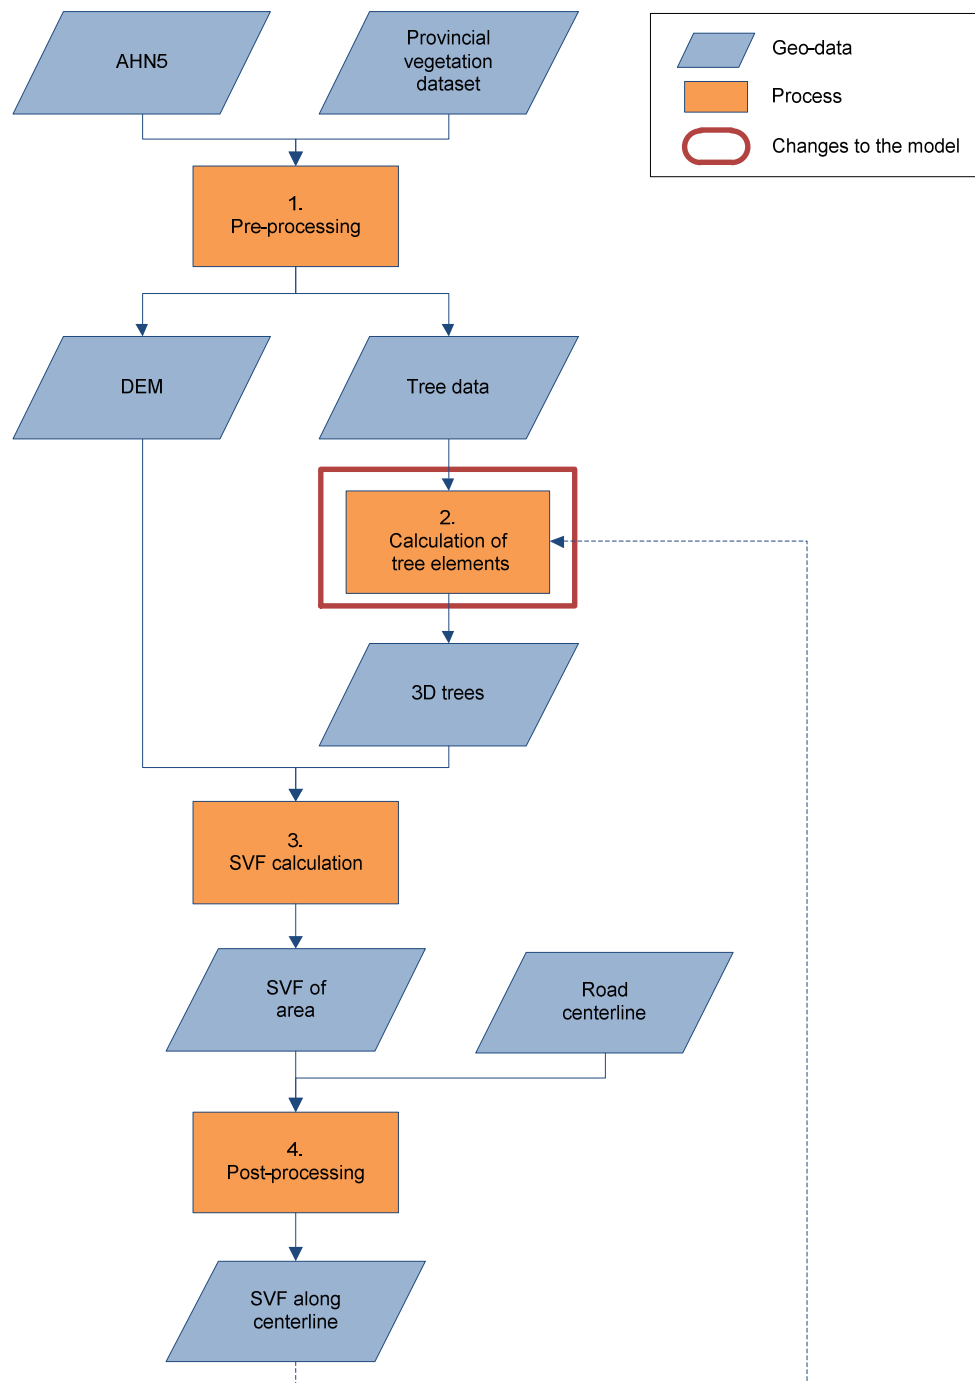 AHN5
Provincial
vegetation
dataset
Geo-data
Process
Changes to the model
1.
Pre-processing
DEM
Tree data
2.
Calculation of
tree elements
3D trees
3.
SVF calculation
SVF of
area
Road
centerline
4.
Post-processing
SVF along
centerline